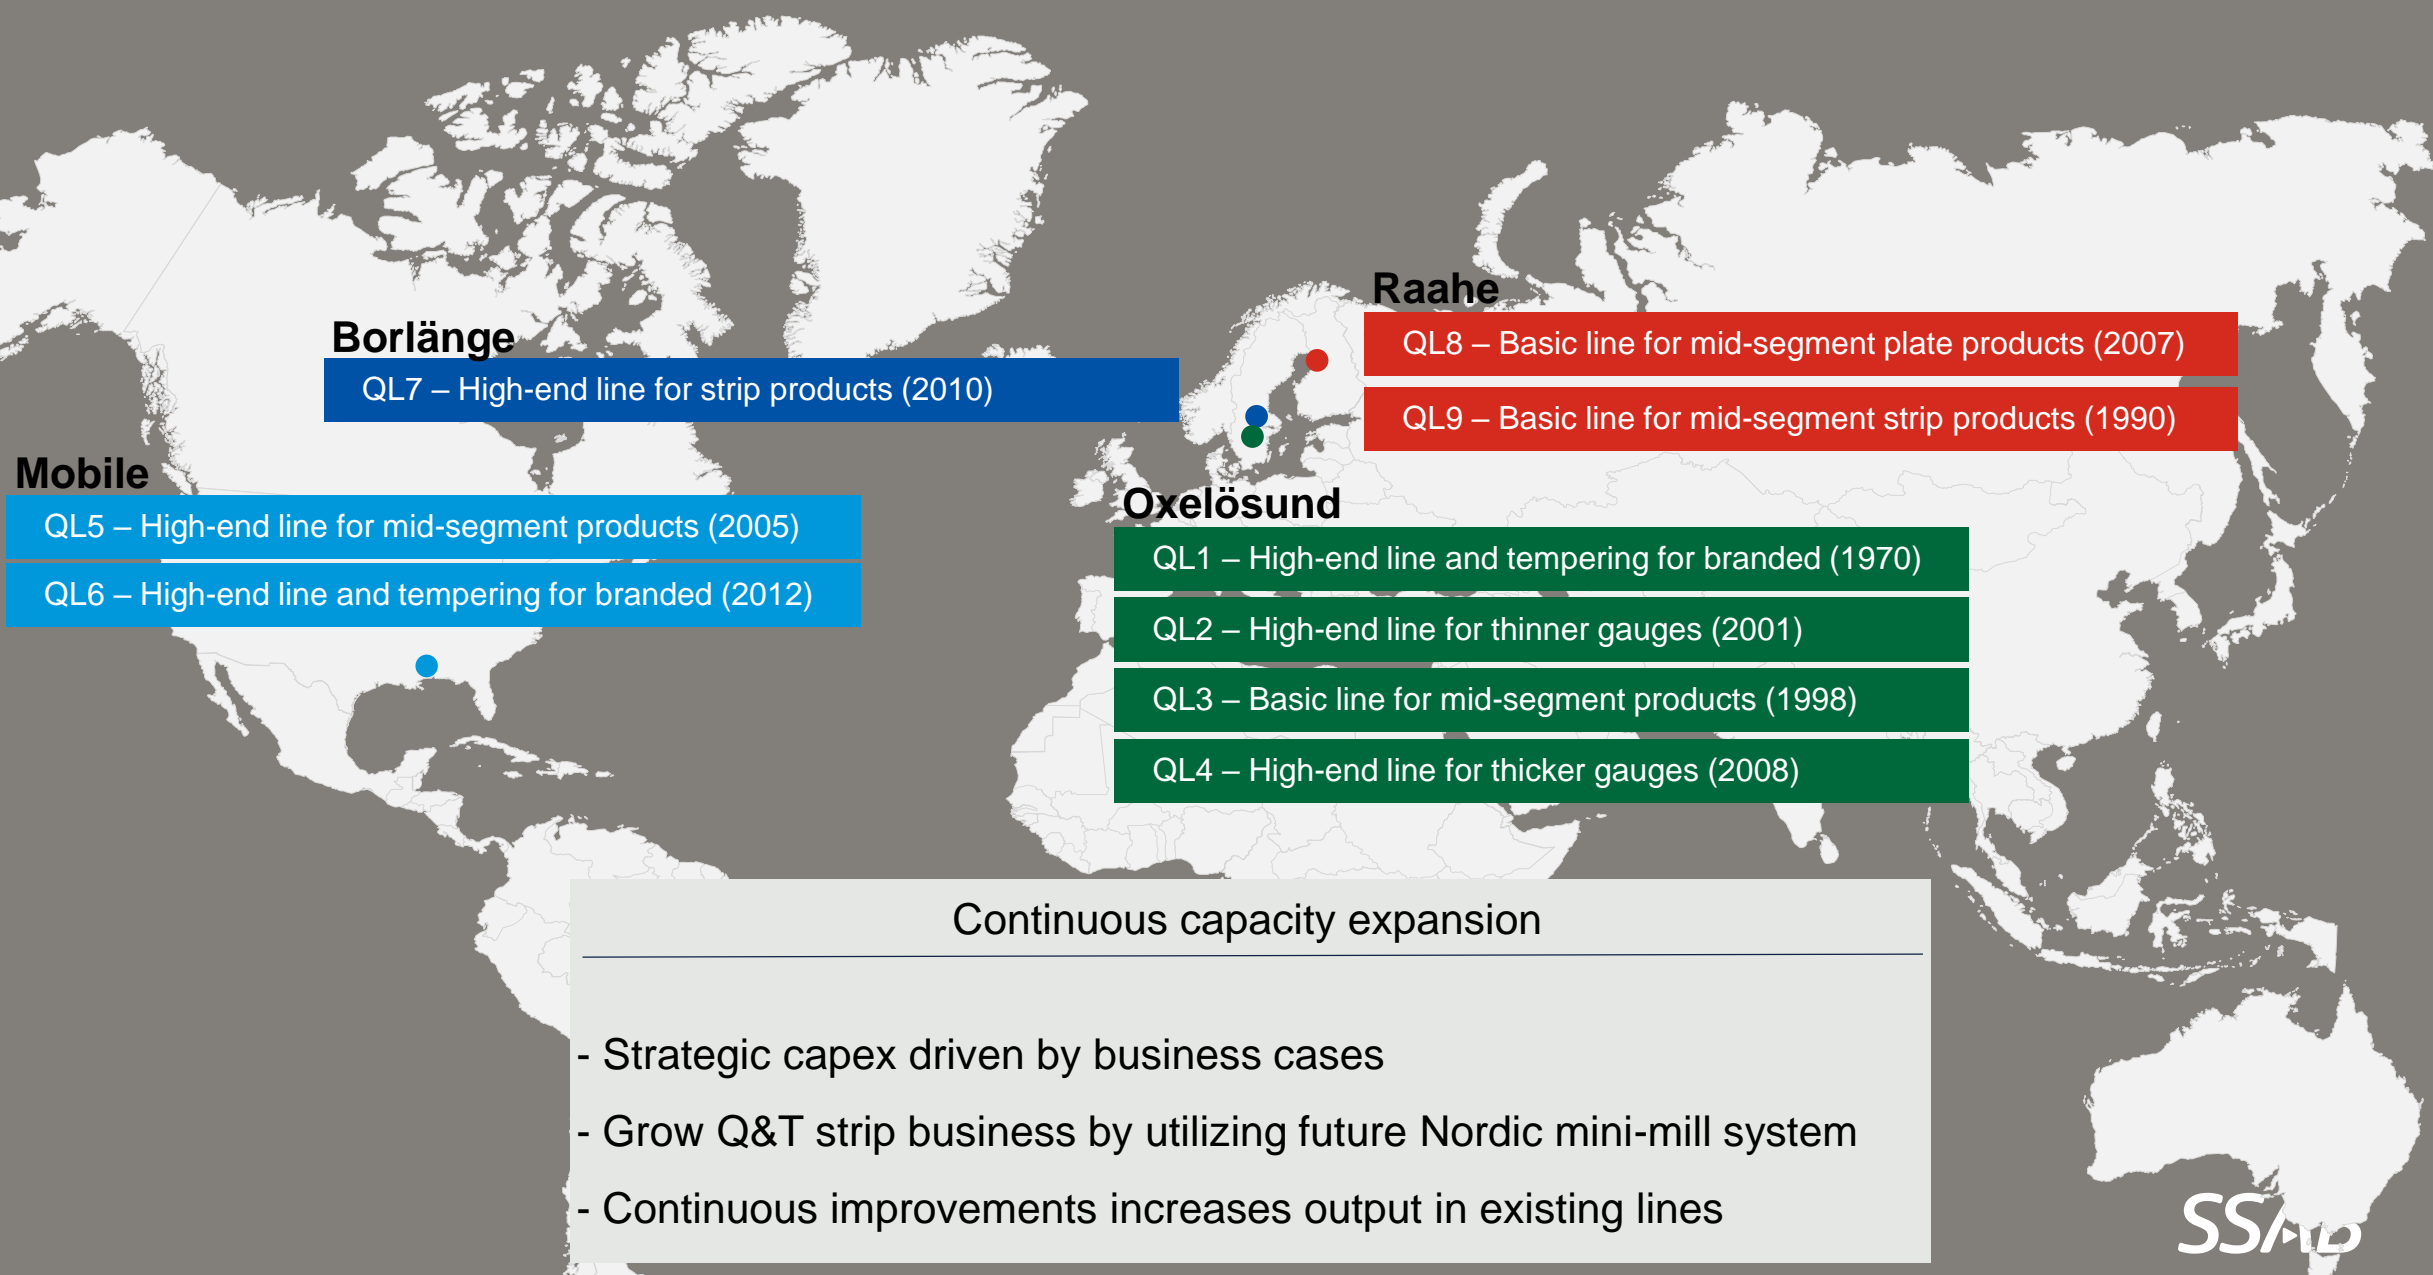 Raahe
QL8 – Basic line for mid-segment plate products (2007)
QL9 – Basic line for mid-segment strip products (1990)
Borlänge
QL7 – High-end line for strip products (2010)
Mobile
QL5 – High-end line for mid-segment products (2005)
QL6 – High-end line and tempering for branded (2012)
Oxelösund
QL1 – High-end line and tempering for branded (1970)
QL2 – High-end line for thinner gauges (2001)
QL3 – Basic line for mid-segment products (1998)
QL4 – High-end line for thicker gauges (2008)
Continuous capacity expansion
- Strategic capex driven by business cases
- Grow Q&T strip business by utilizing future Nordic mini-mill system
- Continuous improvements increases output in existing lines
SSAB